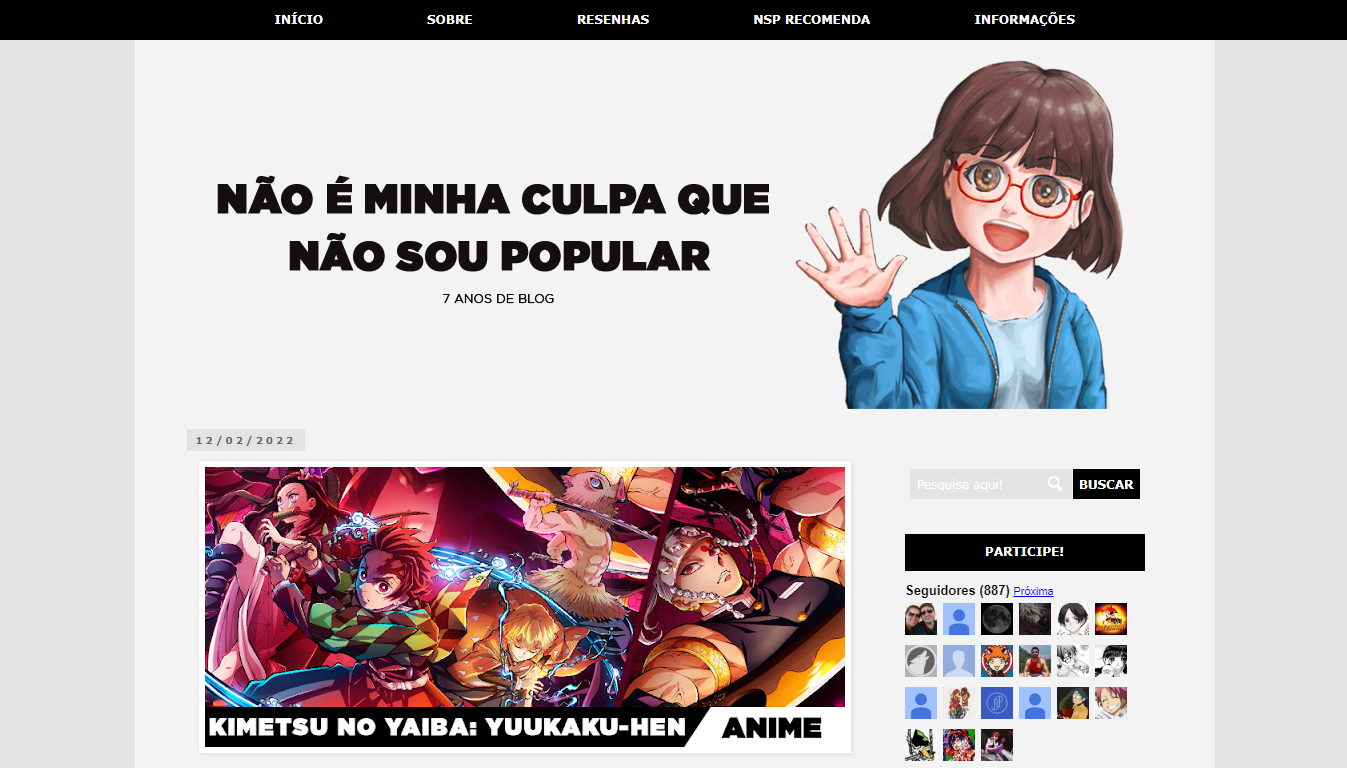 INÍCIO SOBRE RESENHAS NSP RECOMENDA INFORMAÇÕES
NÃO É MINHA CULPA QUE
NÃO SOU POPULAR
7 ANOS DE BLOG
12/02/2022
Pesquise aqui! BUSCAR
PARTICIPE!
Seguidores (887) Próxima
KIMETSU NO YAIBA: YUUKAKU-HEN ANIME